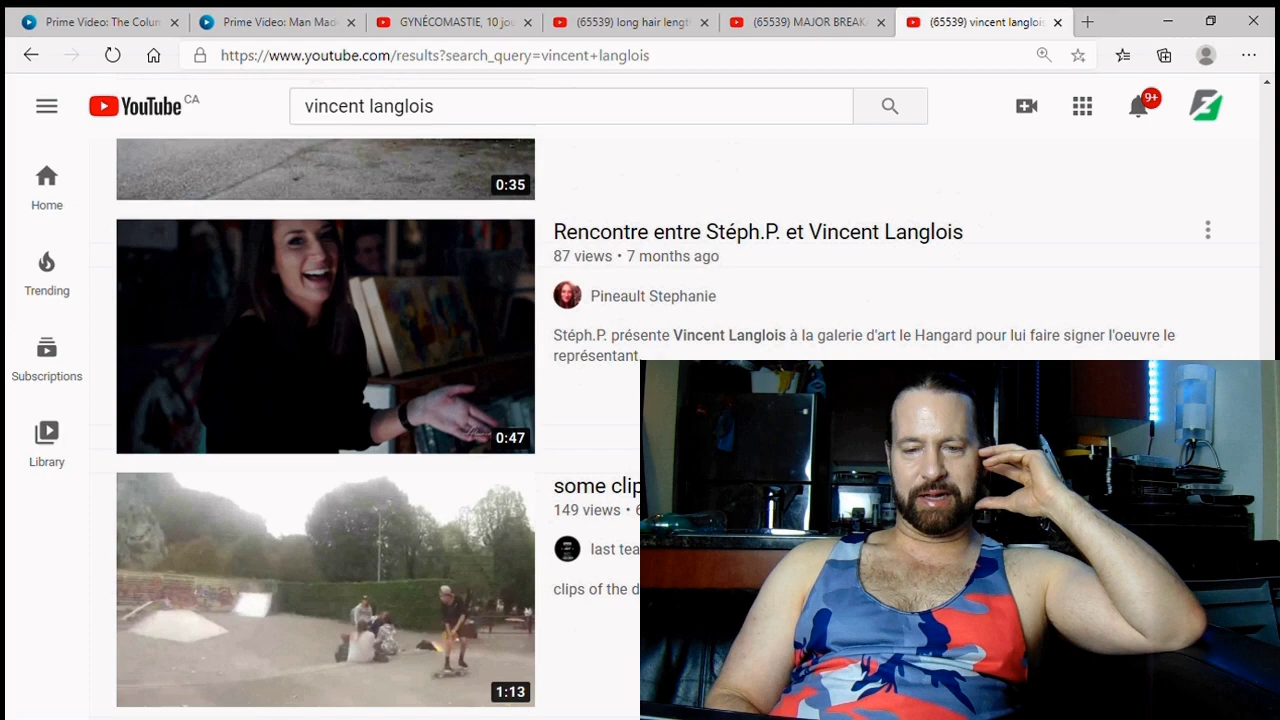 Prime Video: The Colum
Prime Video: Man Mad
GYNÉCOMASTIE, 10 jou
(65539) long hair lengt
(65539) MAJOR BREAK
(65539) vincent langlois
https://www.youtube.com/results?search_query=vincent+langlois
YouTube CA
vincent langlois
9+
Home
Trending
Subscriptions
Library
0:35
Rencontre entre Stéph.P. et Vincent Langlois
87 views • 7 months ago
Pineault Stephanie
Stéph.P. présente Vincent Langlois à la galerie d'art le Hangard pour lui faire signer l'oeuvre le
représentant
0:47
some clip
149 views •
last tea
clips of the d
1:13